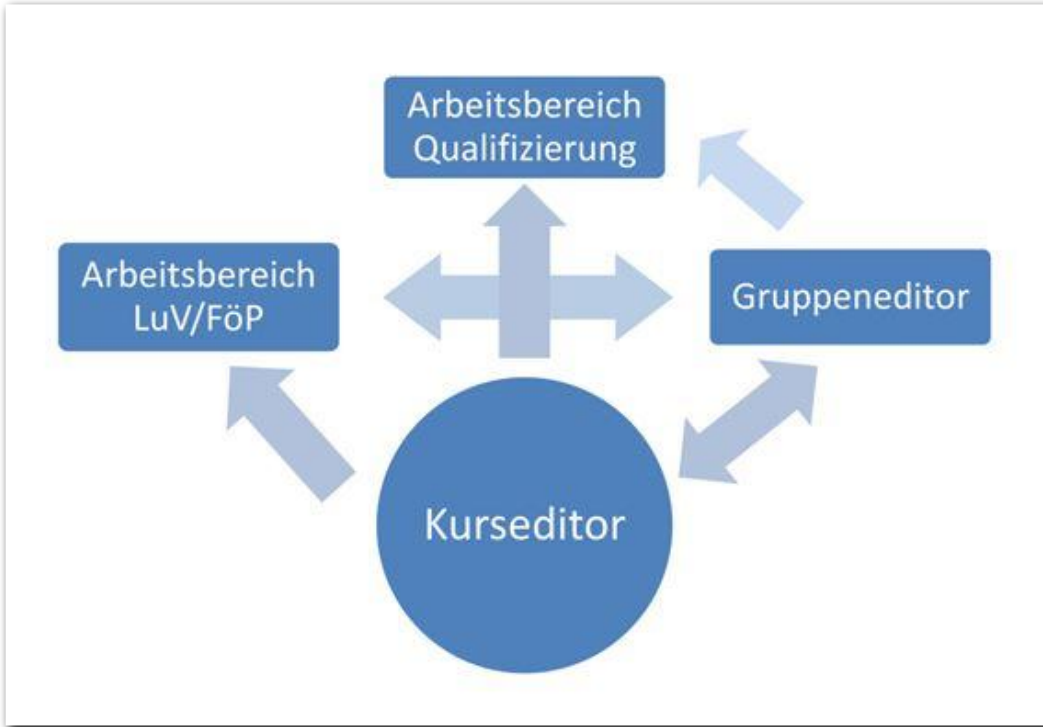 Arbeitsbereich
Qualifizierung
Arbeitsbereich
LuV/FöP
Gruppeneditor
Kurseditor